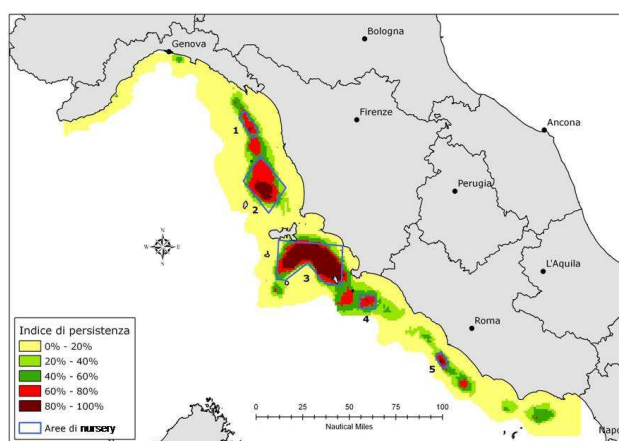 Bologna
Genova
Firenze
Ancona
1
Perugia
2
N
W E
S
L'Aquila
3
4
Roma
5
Indice di persistenza
0% - 20%
20% - 40%
40% - 60%
60% - 80%
80% - 100%
Aree di nursery
0 25 50 75 100
Nautical Miles
Napo